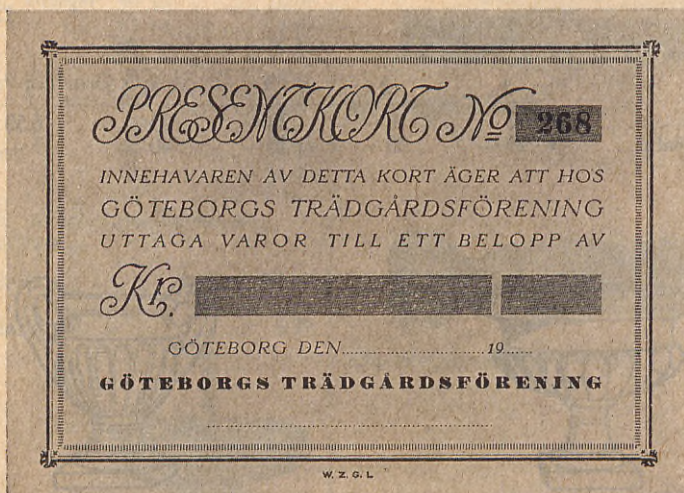 PRESENTKORT No 268
INNEHAVAREN AV DETTA KORT ÄGER ATT HOS
GÖTEBORGS TRÄDGÅRDSFÖRENING
UTTAGA VAROR TILL ETT BELOPP AV
Kr.
GÖTEBORG DEN............................19......
GÖTEBORGS TRÄDGÅRDSFÖRENING
W. Z. G. L.